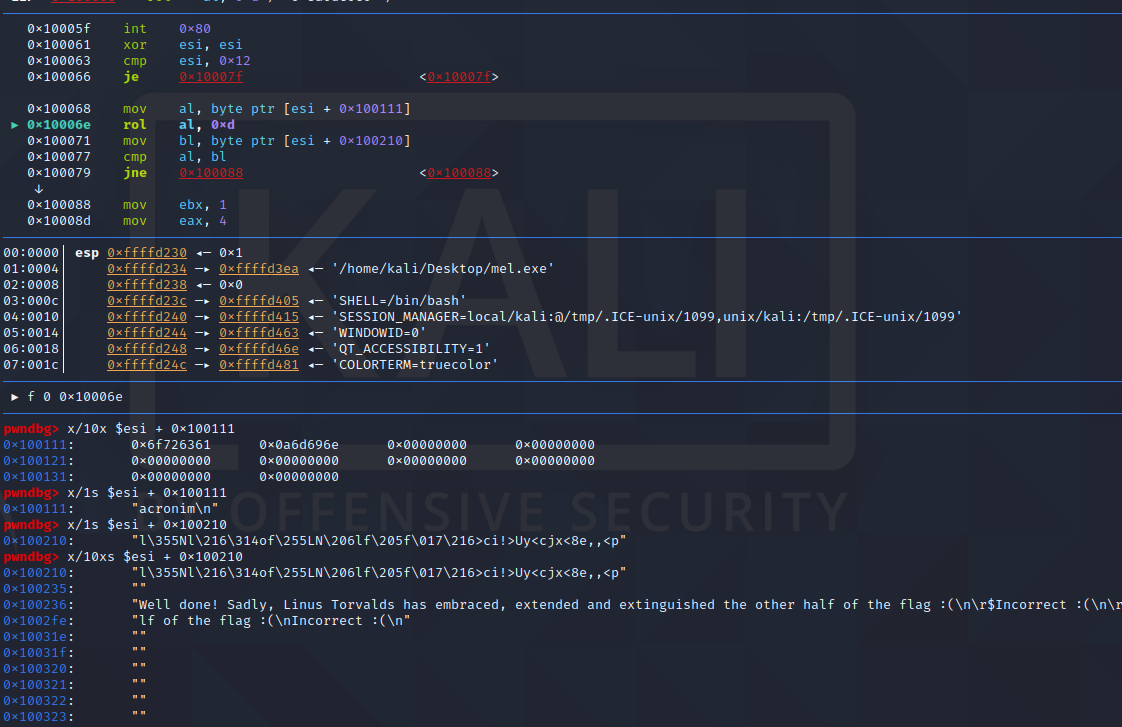 0×10005f int 0×80
0×100061 xor esi, esi
0×100063 cmp esi, 0×12
0×100066 je 0×10007f <0×10007f>
0×100068 mov al, byte ptr [esi + 0×100111]
► 0×10006e rol al, 0×d
0×100071 mov bl, byte ptr [esi + 0×100210]
0×100077 cmp al, bl
0×100079 jne 0×100088 <0×100088>
↓
0×100088 mov ebx, 1
0×10008d mov eax, 4
00:0000│ esp 0×ffffd230 ◂— 0×1
01:0004│ 0×ffffd234 —▸ 0×ffffd3ea ◂— '/home/kali/Desktop/mel.exe'
02:0008│ 0×ffffd238 ◂— 0×0
03:000c│ 0×ffffd23c —▸ 0×ffffd405 ◂— 'SHELL=/bin/bash'
04:0010│ 0×ffffd240 —▸ 0×ffffd415 ◂— 'SESSION_MANAGER=local/kali:@/tmp/.ICE-unix/1099,unix/kali:/tmp/.ICE-unix/1099'
05:0014│ 0×ffffd244 —▸ 0×ffffd463 ◂— 'WINDOWID=0'
06:0018│ 0×ffffd248 —▸ 0×ffffd46e ◂— 'QT_ACCESSIBILITY=1'
07:001c│ 0×ffffd24c —▸ 0×ffffd481 ◂— 'COLORTERM=truecolor'
► f 0 0×10006e
pwndbg> x/10x $esi + 0×100111
0×100111: 0×6f726361 0×0a6d696e 0×00000000 0×00000000
0×100121: 0×00000000 0×00000000 0×00000000 0×00000000
0×100131: 0×00000000 0×00000000
pwndbg> x/1s $esi + 0×100111
0×100111: "acronim\n"
pwndbg> x/1s $esi + 0×100210
0×100210: "l\355Nl\216\314of\255LN\206lf\205f\017\216>ci!>Uy<cjx<8e,,<p"
pwndbg> x/10xs $esi + 0×100210
0×100210: "l\355Nl\216\314of\255LN\206lf\205f\017\216>ci!>Uy<cjx<8e,,<p"
0×100235: ""
0×100236: "Well done! Sadly, Linus Torvalds has embraced, extended and extinguished the other half of the flag :(\n\r$Incorrect :(\n\r
0×1002fe: "lf of the flag :(\nIncorrect :(\n"
0×10031e: ""
0×10031f: ""
0×100320: ""
0×100321: ""
0×100322: ""
0×100323: ""
KALI
BY OFFENSIVE SECURITY